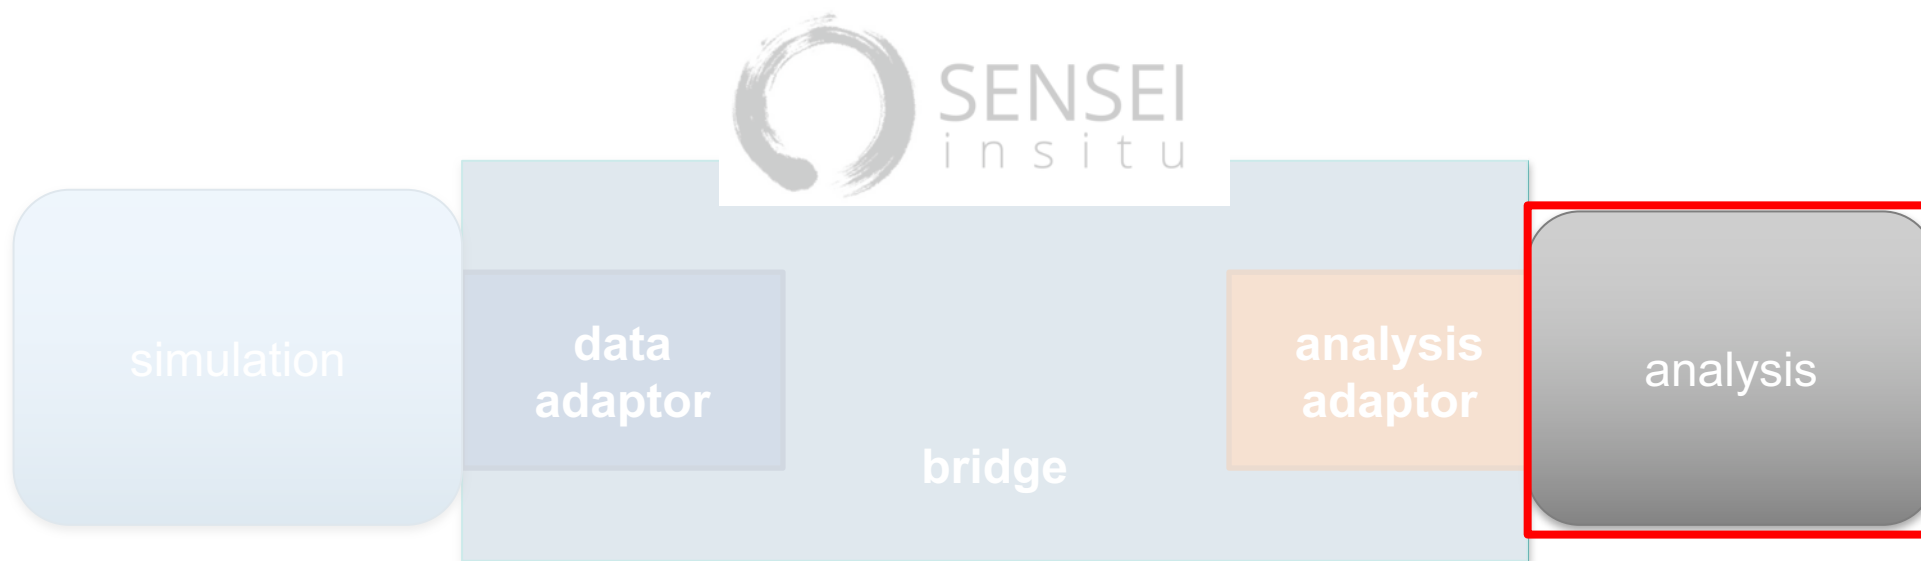 SENSEI
insitu
simulation
data
adaptor
bridge
analysis
adaptor
analysis